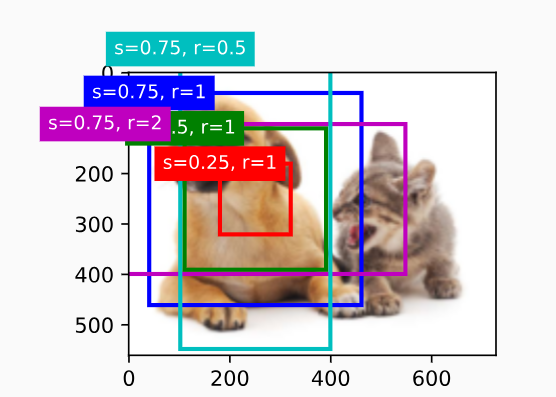 s=0.75, r=0.5
0
s=0.75, r=1
s=0.75, r=2
.5, r=1
s=0.25, r=1
200
300
400
500
0 200 400 600